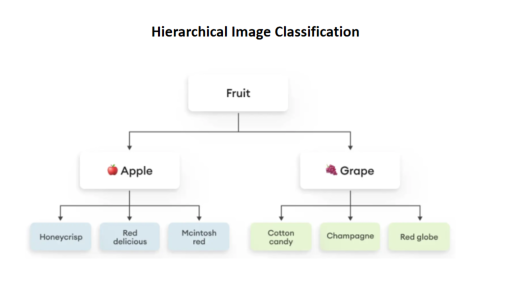 Hierarchical Image Classification
Fruit
Apple
Grape
Honeycrisp
Red
delicious
Mcintosh
red
Cotton
candy
Champagne
Red globe